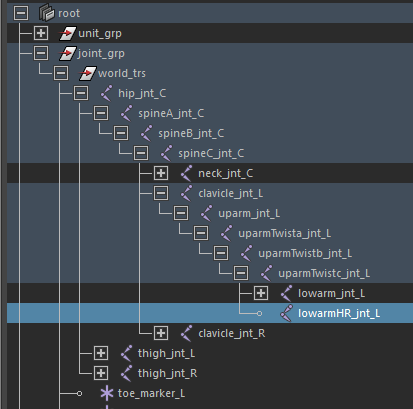 root
unit_grp
joint_grp
world_trs
hip_jnt_C
spineA_jnt_C
spineB_jnt_C
spineC_jnt_C
neck_jnt_C
clavicle_jnt_L
uparm_jnt_L
uparmTwista_jnt_L
uparmTwistb_jnt_L
uparmTwistc_jnt_L
lowarm_jnt_L
lowarmHR_jnt_L
clavicle_jnt_R
thigh_jnt_L
thigh_jnt_R
toe_marker_L